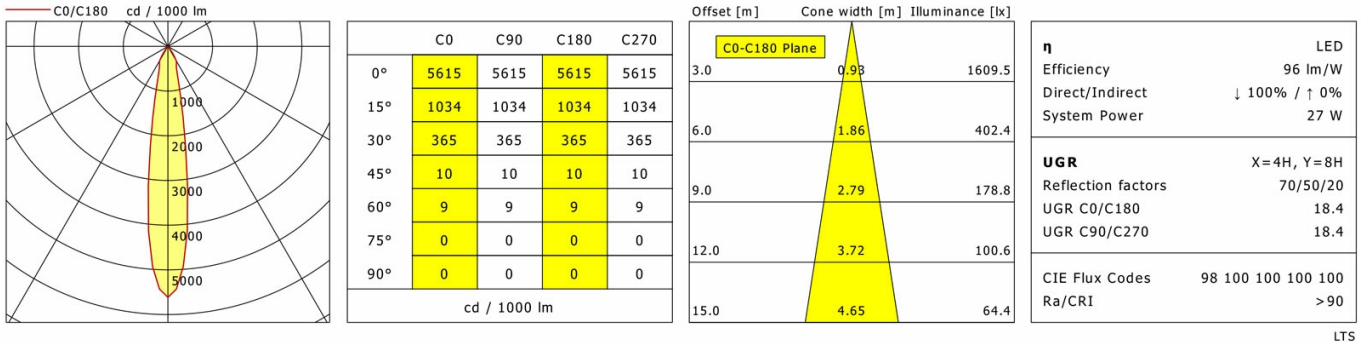 C0/C180 cd / 1000 lm
1000
2000
3000
4000
5000
C0 C90 C180 C270
0° 5615 5615 5615 5615
15° 1034 1034 1034 1034
30° 365 365 365 365
45° 10 10 10 10
60° 9 9 9 9
75° 0 0 0 0
90° 0 0 0 0
cd / 1000 lm
Offset [m] Cone width [m] Illuminance [lx]
C0-C180 Plane
3.0 0.93 1609.5
6.0 1.86 402.4
9.0 2.79 178.8
12.0 3.72 100.6
15.0 4.65 64.4
η LED
Efficiency 96 lm/W
Direct/Indirect ↓ 100% / ↑ 0%
System Power 27 W
UGR X=4H, Y=8H
Reflection factors 70/50/20
UGR C0/C180 18.4
UGR C90/C270 18.4
CIE Flux Codes 98 100 100 100 100
Ra/CRI >90
LTS